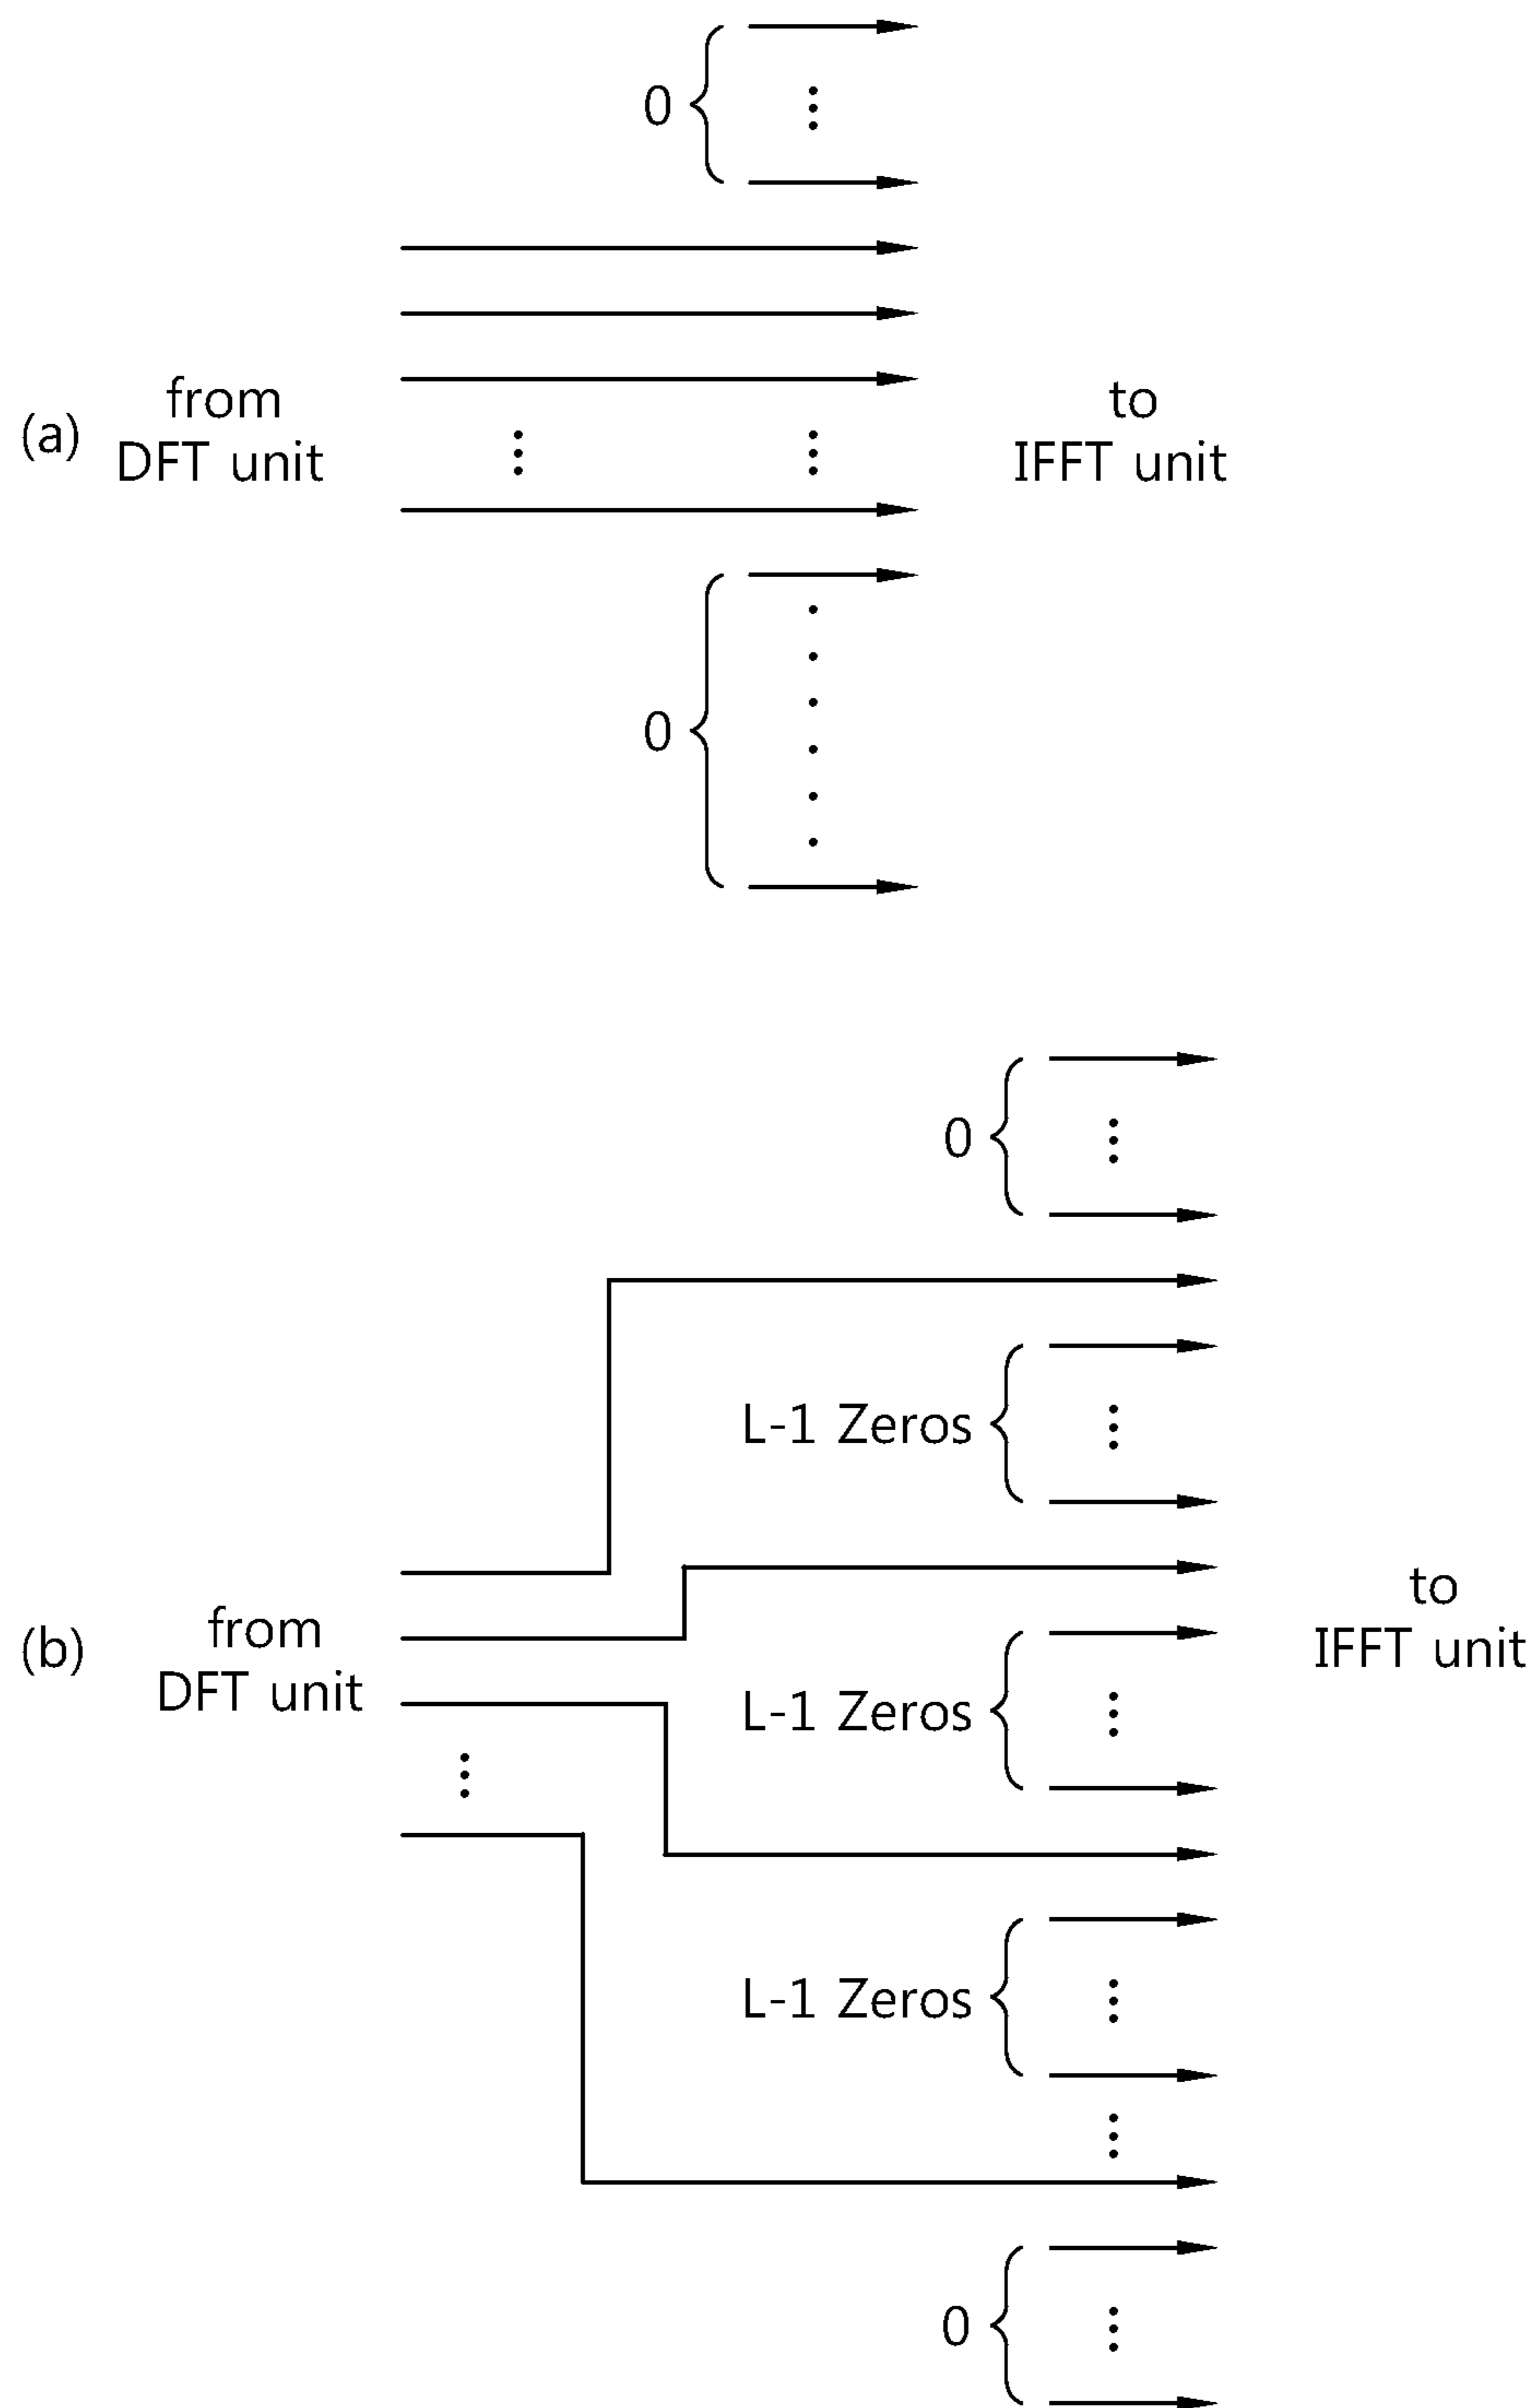 0
(a)
from
DFT unit
to
IFFT unit
0
0
L-1 Zeros
(b)
from
DFT unit
to
IFFT unit
L-1 Zeros
L-1 Zeros
0